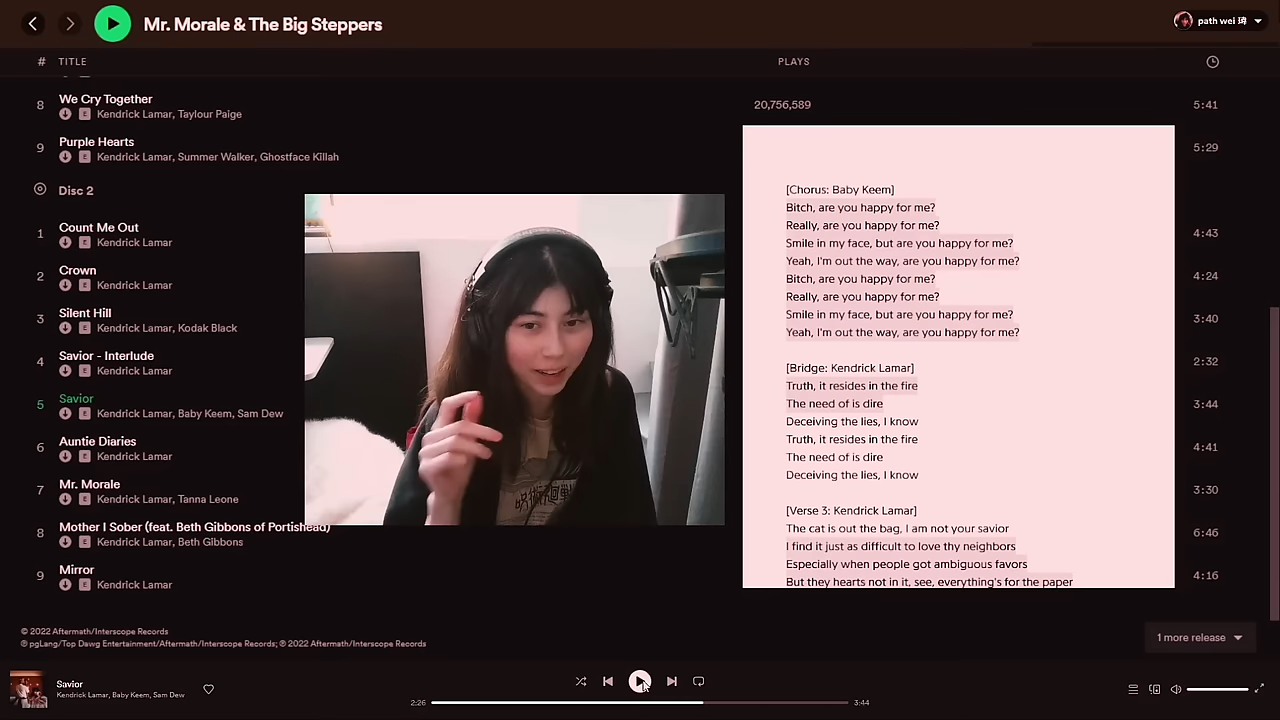 Mr. Morale & The Big Steppers
path wei 瑋
# TITLE
PLAYS
8
We Cry Together
E Kendrick Lamar, Taylour Paige
20,756,589
5:41
9
Purple Hearts
E Kendrick Lamar, Summer Walker, Ghostface Killah
5:29
Disc 2
1
Count Me Out
E Kendrick Lamar
4:43
2
Crown
E Kendrick Lamar
4:24
3
Silent Hill
E Kendrick Lamar, Kodak Black
3:40
4
Savior - Interlude
E Kendrick Lamar
2:32
5
Savior
E Kendrick Lamar, Baby Keem, Sam Dew
3:44
6
Auntie Diaries
E Kendrick Lamar
4:41
7
Mr. Morale
E Kendrick Lamar, Tanna Leone
3:30
8
Mother I Sober (feat. Beth Gibbons of Portishead)
E Kendrick Lamar, Beth Gibbons
6:46
9
Mirror
E Kendrick Lamar
4:16
[Chorus: Baby Keem]
Bitch, are you happy for me?
Really, are you happy for me?
Smile in my face, but are you happy for me?
Yeah, I'm out the way, are you happy for me?
Bitch, are you happy for me?
Really, are you happy for me?
Smile in my face, but are you happy for me?
Yeah, I'm out the way, are you happy for me?
[Bridge: Kendrick Lamar]
Truth, it resides in the fire
The need of is dire
Deceiving the lies, I know
Truth, it resides in the fire
The need of is dire
Deceiving the lies, I know
[Verse 3: Kendrick Lamar]
The cat is out the bag, I am not your savior
I find it just as difficult to love thy neighbors
Especially when people got ambiguous favors
But they hearts not in it, see, everything's for the paper
© 2022 Aftermath/Interscope Records
℗ pgLang/Top Dawg Entertainment/Aftermath/Interscope Records; ℗ 2022 Aftermath/Interscope Records
1 more release
Savior
Kendrick Lamar, Baby Keem, Sam Dew
2:26
3:44